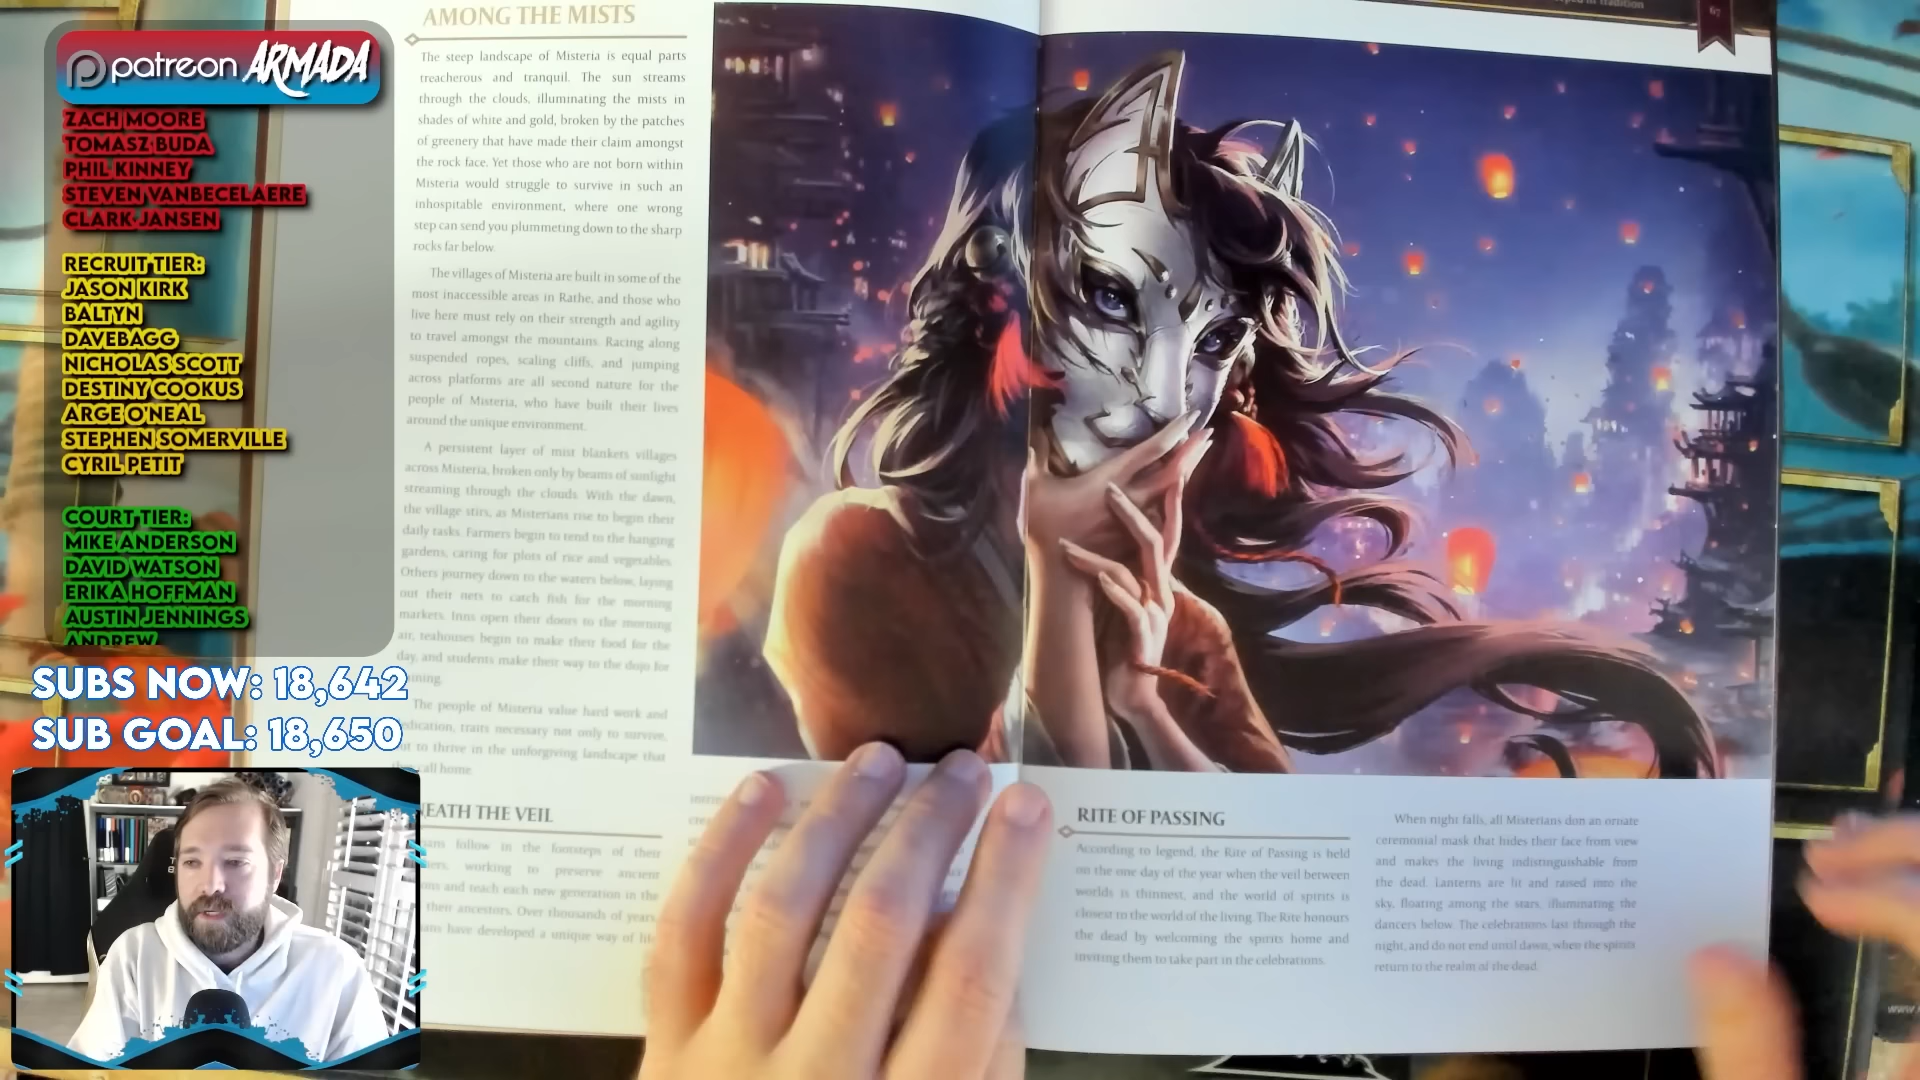 patreon ARMADA
ZACH MOORE
TOMASZ BUDA
PHIL KINNEY
STEVEN VANBECELAERE
CLARK JANSEN
RECRUIT TIER:
JASON KIRK
BALTYN
DAVEBAGG
NICHOLAS SCOTT
DESTINY COOKUS
ARGE O'NEAL
STEPHEN SOMERVILLE
CYRIL PETIT
COURT TIER:
MIKE ANDERSON
DAVID WATSON
ERIKA HOFFMAN
AUSTIN JENNINGS
ANDREW
SUBS NOW: 18,642
SUB GOAL: 18,650
AMONG THE MISTS
The steep landscape of Misteria is equal parts
treacherous and tranquil. The sun streams
through the clouds, illuminating the mists in
shades of white and gold, broken by the patches
of greenery that have made their claim amongst
the rock face. Yet those who are not born within
Misteria would struggle to survive in such an
inhospitable environment, where one wrong
step can send you plummeting down to the sharp
rocks far below.
The villages of Misteria are built in some of the
most inaccessible areas in Rathe, and those who
live here must rely on their strength and agility
to travel amongst the mountains. Racing along
suspended ropes, scaling cliffs, and jumping
across platforms are all second nature for the
people of Misteria, who have built their lives
around the unique environment.
A persistent layer of mist blankets villages
across Misteria, broken only by beams of sunlight
streaming through the clouds. With the dawn,
the village stirs, as Misterians rise to begin their
daily tasks. Farmers begin to tend to the hanging
gardens, caring for plots of rice and vegetables.
Others journey down to the waters below, laying
out their nets to catch fish for the morning
markets. Inns open their doors to the morning
air, teahouses begin to make their food for the
day, and students make their way to the dojo for
The people of Misteria value hard work and
traits necessary not only to survive,
to thrive in the unforgiving landscape that
call home.
NEATH THE VEIL
follow in the footsteps of their
working to preserve ancient
and teach each new generation in the
their ancestors. Over thousands of years,
have developed a unique way of life
RITE OF PASSING
According to legend, the Rite of Passing is held
on the one day of the year when the veil between
worlds is thinnest, and the world of spirits is
closest to the world of the living. The Rite honours
the dead by welcoming the spirits home and
inviting them to take part in the celebrations.
When night falls, all Misterians don an ornate
ceremonial mask that hides their face from view
and makes the living indistinguishable from
the dead. Lanterns are lit and raised into the
sky, floating among the stars, illuminating the
dancers below. The celebrations last through the
night, and do not end until dawn, when the spirits
return to the realm of the dead.
in tradition
67
www.